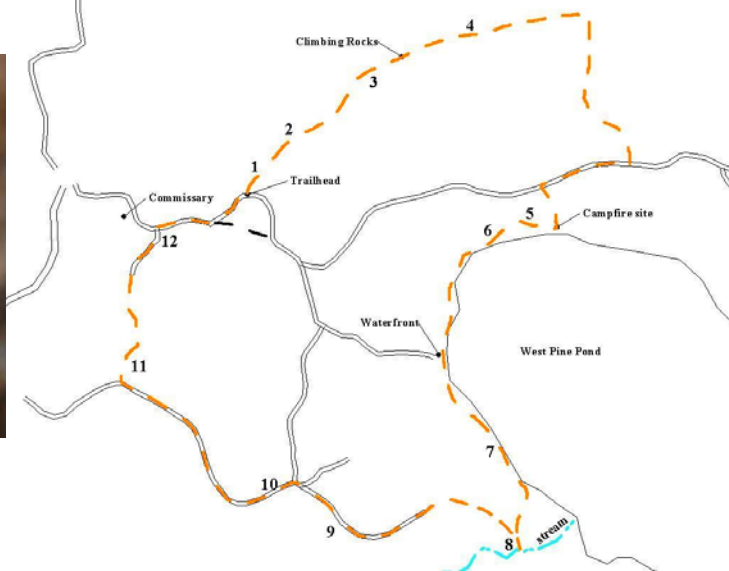 4
Climbing Rocks
3
2
1
Trailhead
Commissary
5
Campfire site
6
12
Waterfront
West Pine Pond
11
7
10
9
stream
8